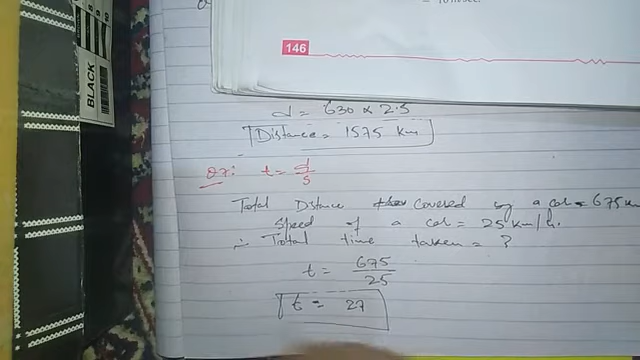 146
BLACK
d = 630 x 2.5
Distance = 1575 Km
t = d/s
Total Distance covered by a car = 675 km
Speed of a car = 25 km/h.
∴ Total time taken = ?
t = 675/25
t = 27